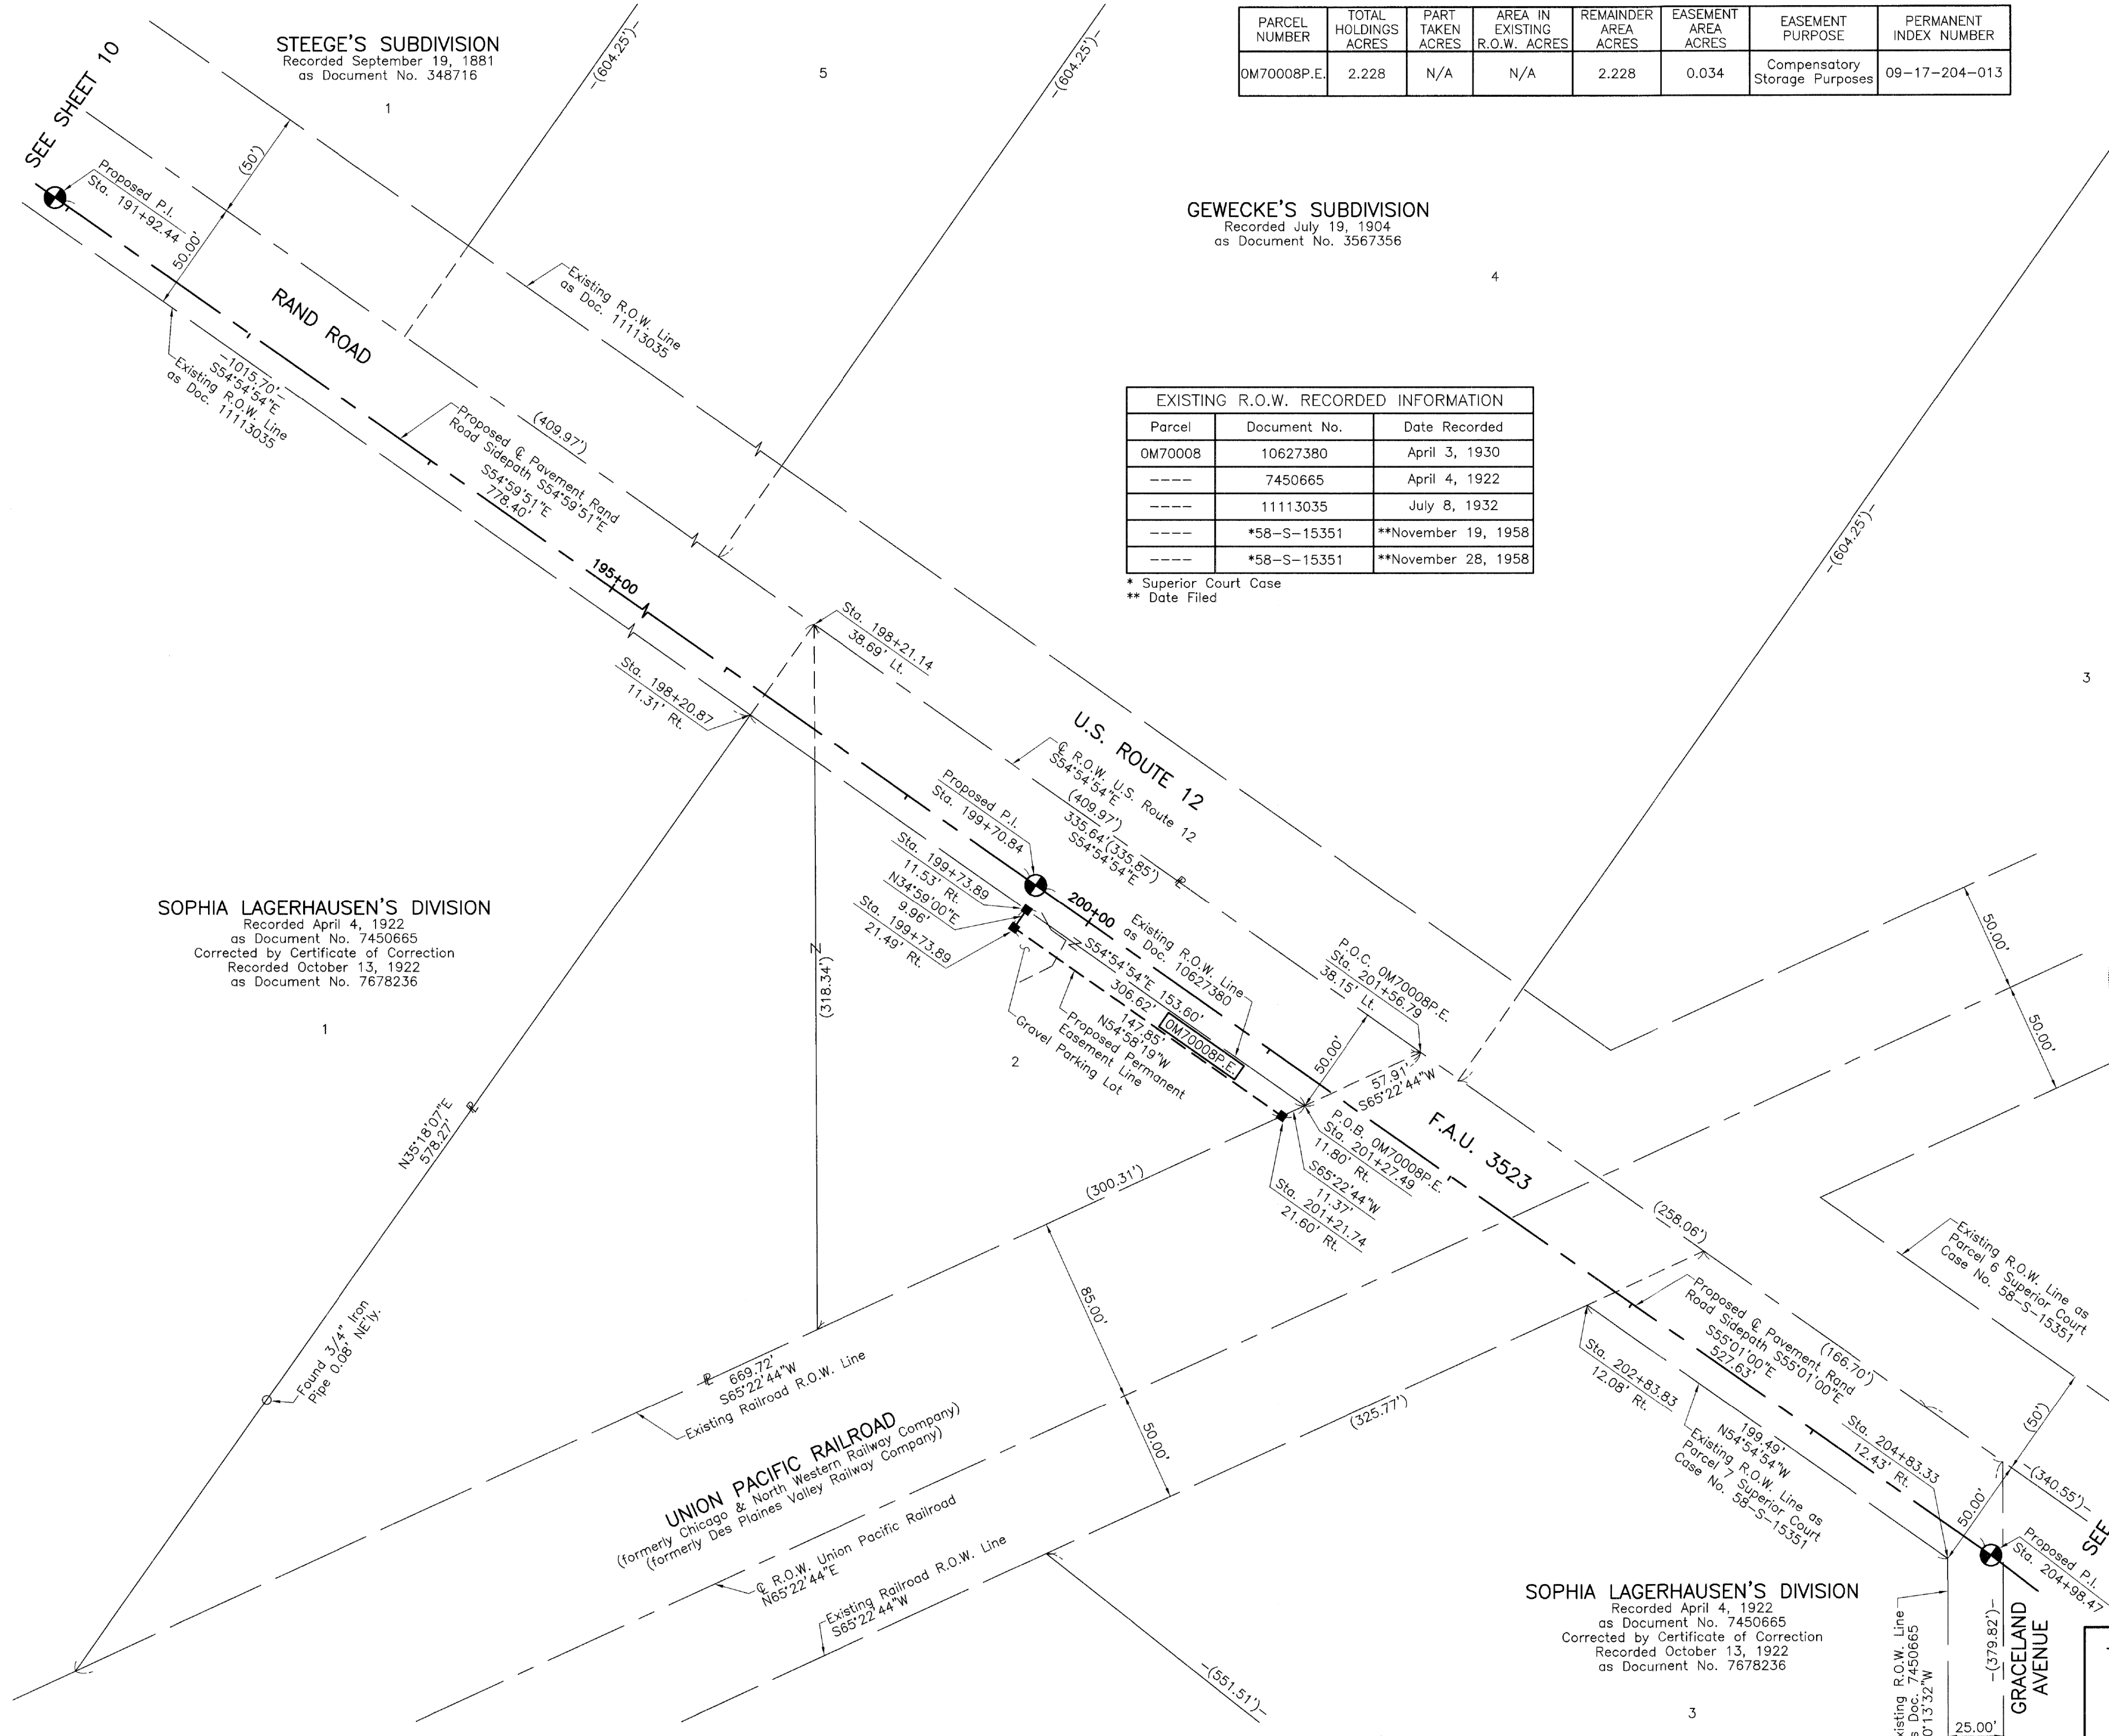 SEE SHEET 10
STEEGE'S SUBDIVISION
Recorded September 19, 1881
as Document No. 348716
1
-(604.25')-
5
-(604.25')-
PARCEL NUMBER
TOTAL HOLDINGS ACRES
PART TAKEN ACRES
AREA IN EXISTING R.O.W. ACRES
REMAINDER AREA ACRES
EASEMENT AREA ACRES
EASEMENT PURPOSE
PERMANENT INDEX NUMBER
0M70008P.E.
2.228
N/A
N/A
2.228
0.034
Compensatory Storage Purposes
09-17-204-013
Proposed P.I.
Sta. 191+92.44
(50')
50.00'
GEWECKE'S SUBDIVISION
Recorded July 19, 1904
as Document No. 3567356
4
RAND ROAD
Existing R.O.W. Line
as Doc. 11113035
-1015.70'-
S54°54'54"E
Existing R.O.W. Line
as Doc. 11113035
(409.97')
Proposed ℄ Pavement Rand
Road Sidepath S54°59'51"E
S54°59'51"E
778.40'
EXISTING R.O.W. RECORDED INFORMATION
Parcel Document No. Date Recorded
0M70008 10627380 April 3, 1930
---- 7450665 April 4, 1922
---- 11113035 July 8, 1932
---- *58-S-15351 **November 19, 1958
---- *58-S-15351 **November 28, 1958
* Superior Court Case
** Date Filed
-(604.25')-
3
195+00
Sta. 198+21.14
38.69' Lt.
Sta. 198+20.87
11.31' Rt.
U.S. ROUTE 12
℄ R.O.W. U.S. Route 12
S54°54'54"E
(409.97')
335.64'(335.85')
S54°54'54"E
Proposed P.I.
Sta. 199+70.84
Sta. 199+73.89
11.53' Rt.
N34°59'00"E
9.96'
Sta. 199+73.89
21.49' Rt.
200+00
Existing R.O.W. Line
as Doc. 10627380
S54°54'54"E 153.60'
306.62'
147.85'
N54°58'19"W
Proposed Permanent
Easement Line
Gravel Parking Lot
0M70008P.E.
2
P.O.C. 0M70008P.E.
Sta. 201+56.79
38.15' Lt.
50.00'
57.91'
S65°22'44"W
P.O.B. 0M70008P.E.
Sta. 201+27.49
11.80' Rt.
S65°22'44"W
11.37'
Sta. 201+21.74
21.60' Rt.
F.A.U. 3523
50.00'
50.00'
SOPHIA LAGERHAUSEN'S DIVISION
Recorded April 4, 1922
as Document No. 7450665
Corrected by Certificate of Correction
Recorded October 13, 1922
as Document No. 7678236
1
(318.34')
N35°18'07"E
578.27'
Found 3/4" Iron
Pipe 0.08' NE'ly.
(300.31')
85.00'
50.00'
669.72'
S65°22'44"W
Existing Railroad R.O.W. Line
UNION PACIFIC RAILROAD
(formerly Chicago & North Western Railway Company)
(formerly Des Plaines Valley Railway Company)
℄ R.O.W. Union Pacific Railroad
N65°22'44"E
Existing Railroad R.O.W. Line
S65°22'44"W
(325.77')
-(551.51')-
(258.06')
Existing R.O.W. Line as
Parcel 6 Superior Court
Case No. 58-S-15351
Proposed ℄ Pavement Rand
Road Sidepath S55°01'00"E
S55°01'00"E
527.63'
(166.70')
Sta. 202+83.83
12.08' Rt.
199.49'
N54°54'54"W
Existing R.O.W. Line as
Parcel 7 Superior Court
Case No. 58-S-15351
Sta. 204+83.33
12.43' Rt.
(50')
50.00'
-(340.55')-
SEE
Proposed P.I.
Sta. 204+98.47
SOPHIA LAGERHAUSEN'S DIVISION
Recorded April 4, 1922
as Document No. 7450665
Corrected by Certificate of Correction
Recorded October 13, 1922
as Document No. 7678236
3
R.O.W. Line
Doc. 7450665
-(379.82')-
GRACELAND
AVENUE
25.00'